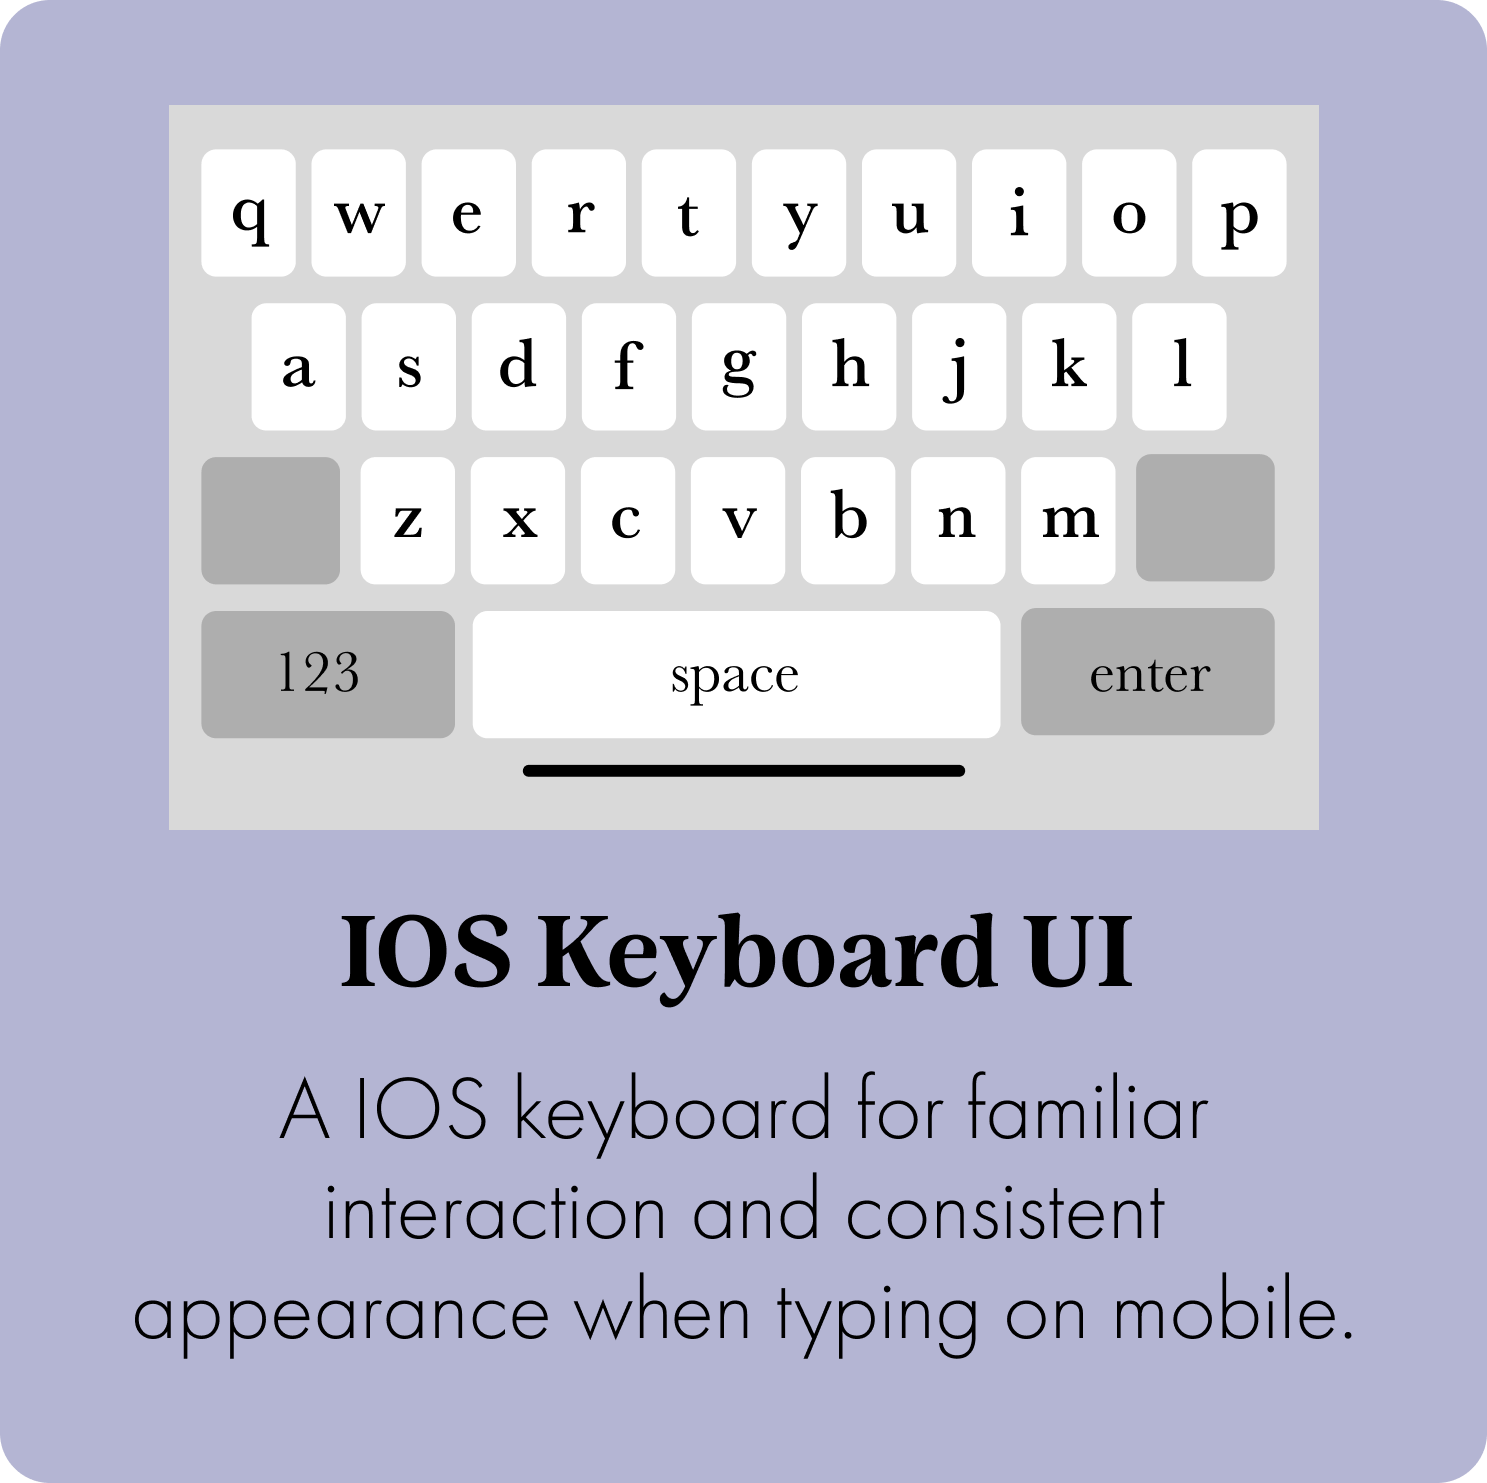 q w e r t y u i o p
a s d f g h j k l
z x c v b n m
123 space enter
IOS Keyboard UI
A IOS keyboard for familiar
interaction and consistent
appearance when typing on mobile.